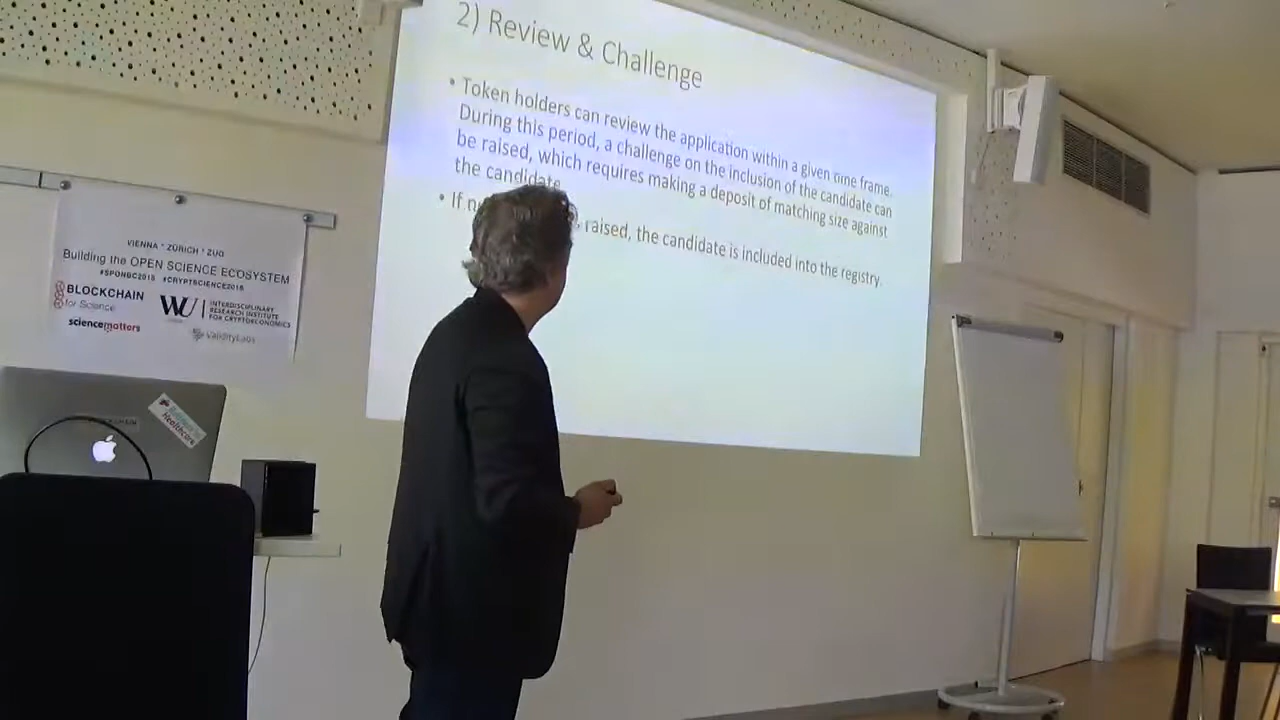 2) Review & Challenge
• Token holders can review the application within a given time frame.
During this period, a challenge on the inclusion of the candidate can
be raised, which requires making a deposit of matching size against
the candidate
• If raised, the candidate is included into the registry.
VIENNA * ZÜRICH * ZUG
Building the OPEN SCIENCE ECOSYSTEM
#SPONBC2018 #CRYPTSCIENCE2018
BLOCKCHAIN
for Science
WU
INTERDISCIPLINARY
RESEARCH INSTITUTE
FOR CRYPTOECONOMICS
sciencematters
ValidityLabs
Healthcare